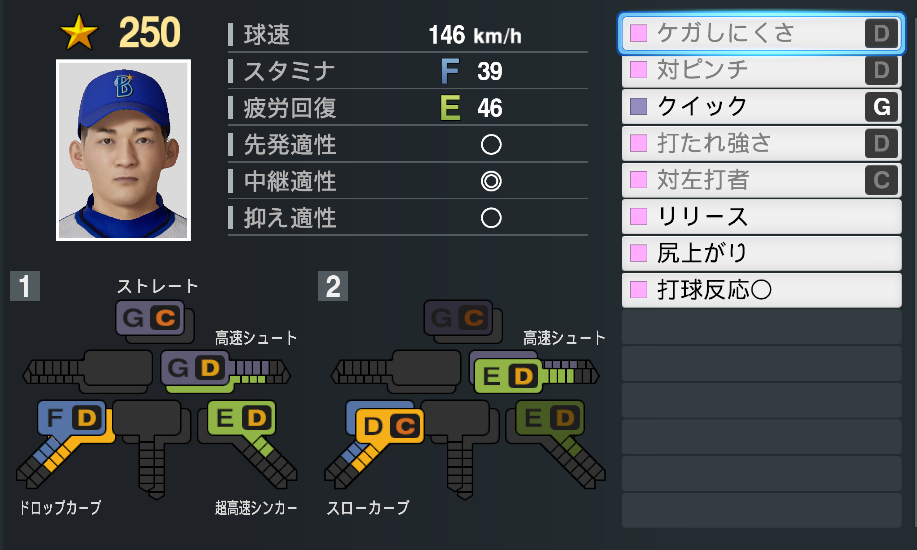 250
B
球速 146 km/h
スタミナ F 39
疲労回復 E 46
先発適性 ○
中継適性 ◎
抑え適性 ○
ケガしにくさ D
対ピンチ D
クイック G
打たれ強さ D
対左打者 C
リリース
尻上がり
打球反応○
1
ストレート
G C
高速シュート
G D
F D
E D
ドロップカーブ
超高速シンカー
2
G C
高速シュート
E D
D C
E D
スローカーブ